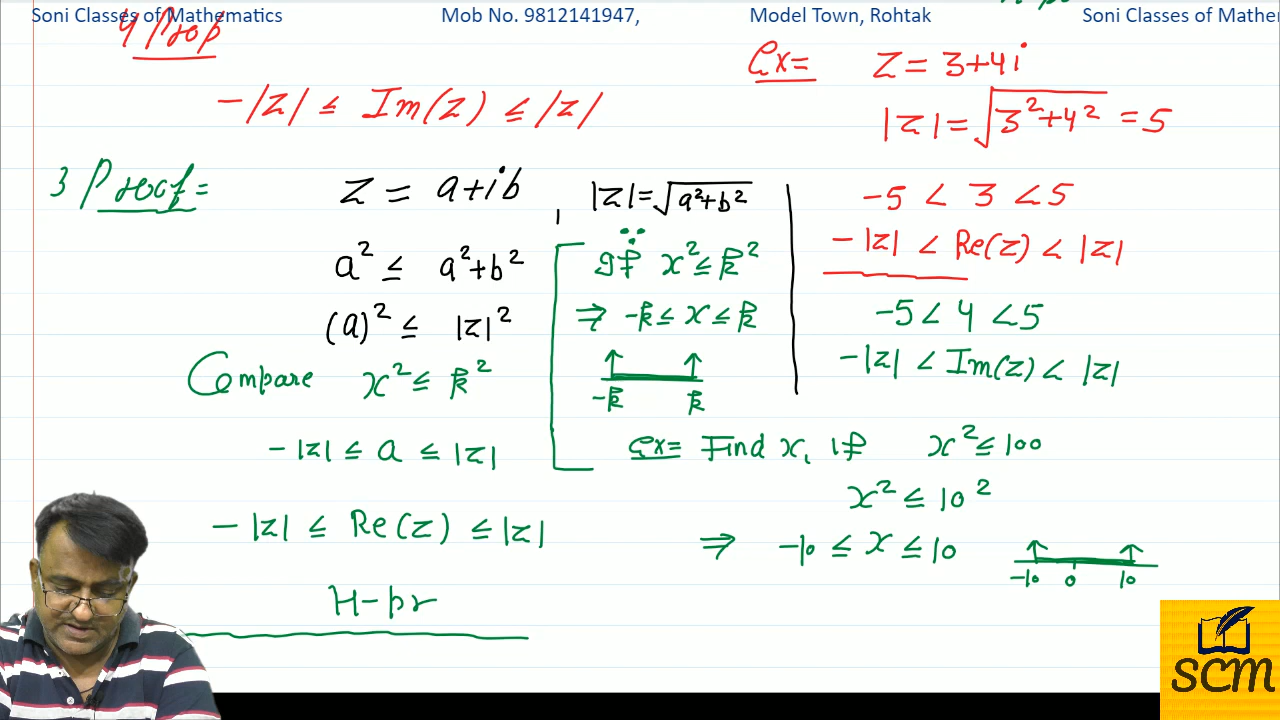 Soni Classes of Mathematics Mob No. 9812141947, Model Town, Rohtak Soni Classes of Mather
4 Prop
-|z| ≤ Im(z) ≤ |z|
3 Proof =
z = a+ib , |z| = √a²+b²
a² ≤ a²+b²
(a)² ≤ |z|²
Compare x² ≤ k²
-|z| ≤ a ≤ |z|
-|z| ≤ Re(z) ≤ |z|
H-pr
∵ If x² ≤ k²
⇒ -k ≤ x ≤ k
-k k
Ex= z = 3+4i
|z| = √3²+4² = 5
-5 < 3 < 5
-|z| < Re(z) < |z|
-5 < 4 < 5
-|z| < Im(z) < |z|
Ex= Find x, if x² ≤ 100
x² ≤ 10²
⇒ -10 ≤ x ≤ 10
-10 0 10
SCM